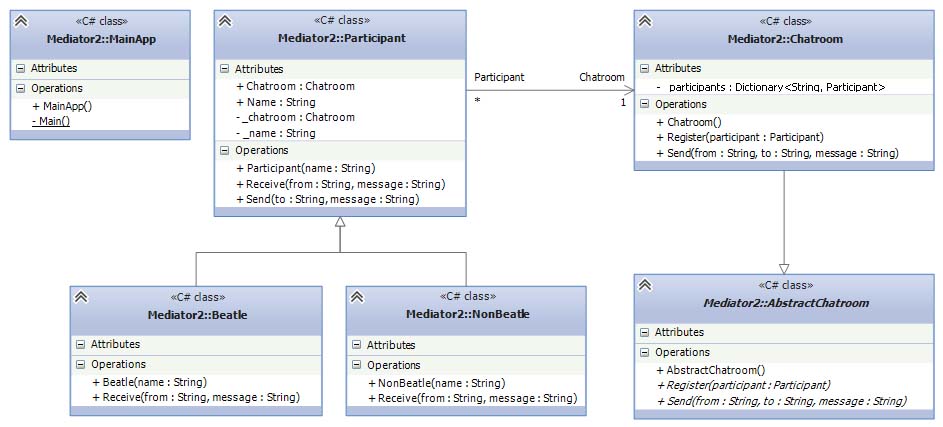 «C# class»
Mediator2::MainApp
Attributes
Operations
+ MainApp()
- Main()
«C# class»
Mediator2::Participant
Attributes
+ Chatroom : Chatroom
+ Name : String
- _chatroom : Chatroom
- _name : String
Operations
+ Participant(name : String)
+ Receive(from : String, message : String)
+ Send(to : String, message : String)
Participant
*
Chatroom
1
«C# class»
Mediator2::Chatroom
Attributes
- participants : Dictionary<String, Participant>
Operations
+ Chatroom()
+ Register(participant : Participant)
+ Send(from : String, to : String, message : String)
«C# class»
Mediator2::Beatle
Attributes
Operations
+ Beatle(name : String)
+ Receive(from : String, message : String)
«C# class»
Mediator2::NonBeatle
Attributes
Operations
+ NonBeatle(name : String)
+ Receive(from : String, message : String)
«C# class»
Mediator2::AbstractChatroom
Attributes
Operations
+ AbstractChatroom()
+ Register(participant : Participant)
+ Send(from : String, to : String, message : String)